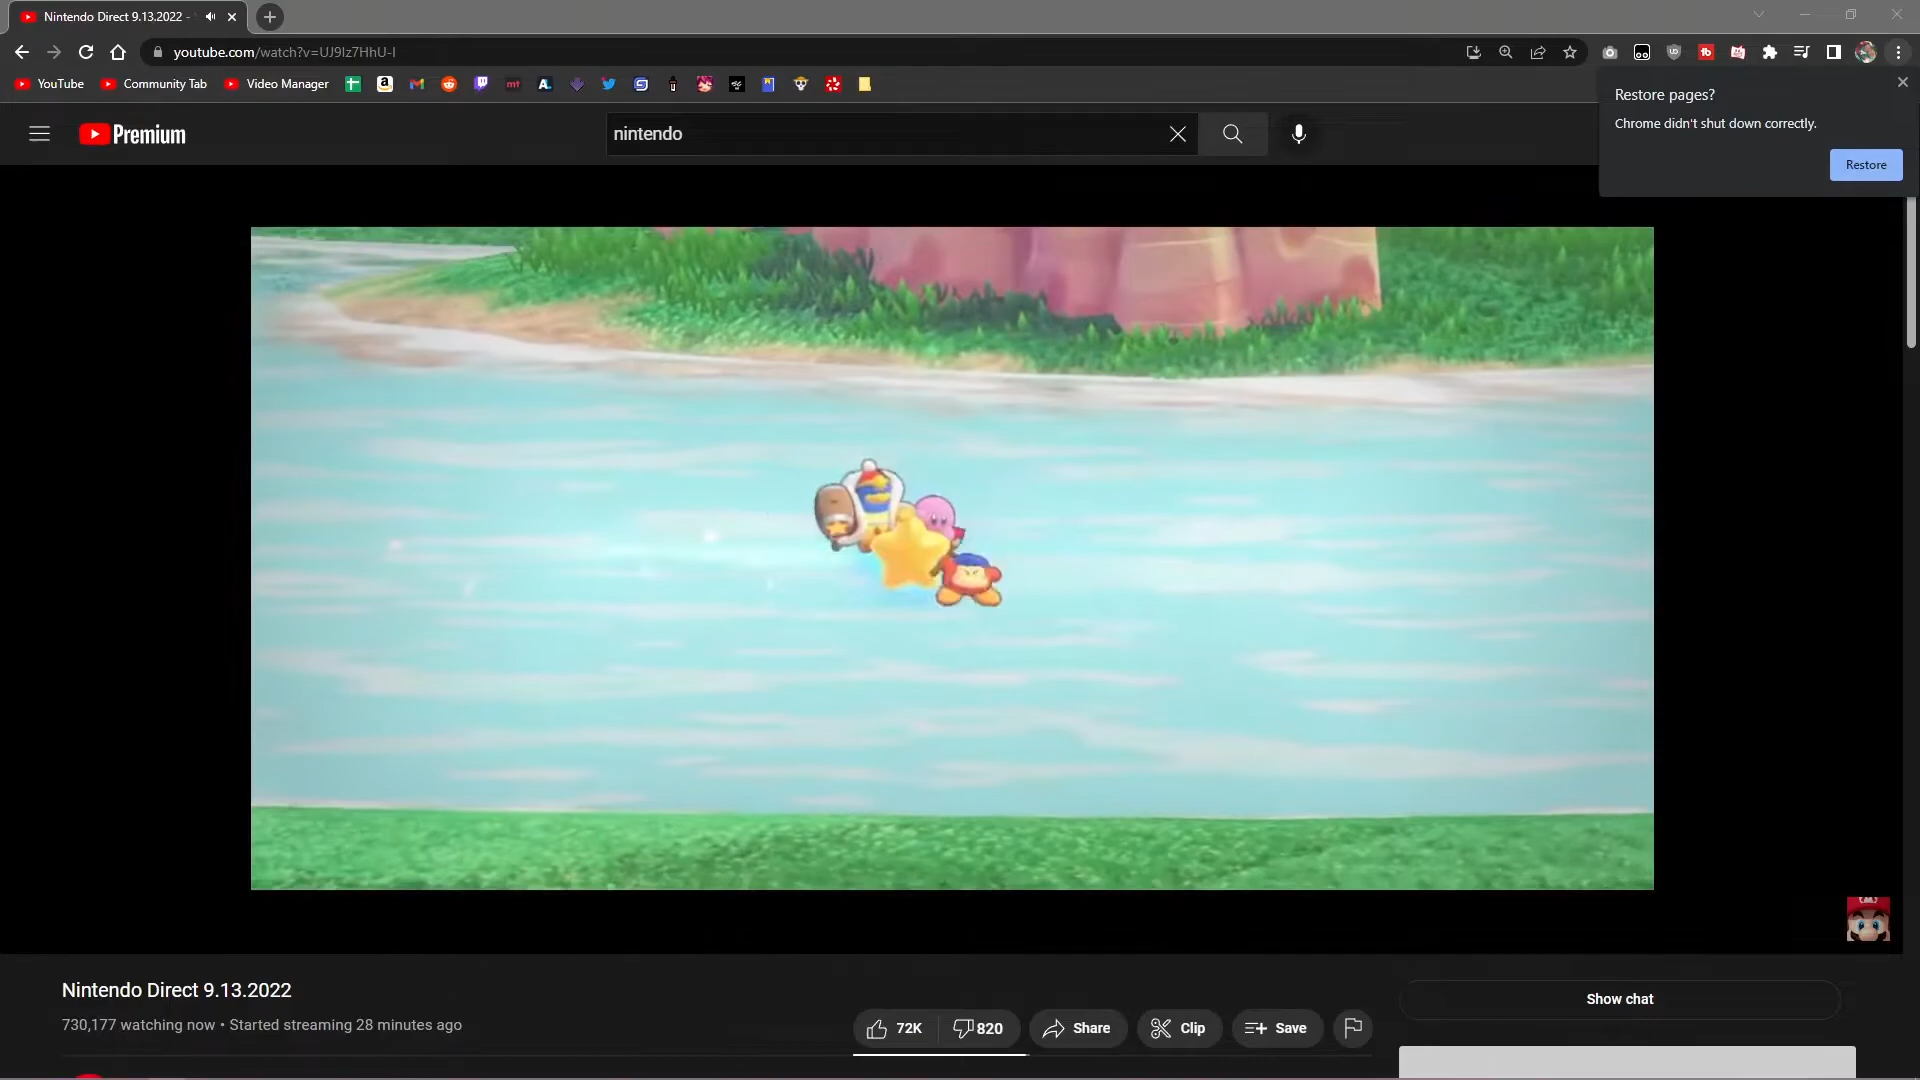 Nintendo Direct 9.13.2022 -
youtube.com/watch?v=UJ9Iz7HhU-I
YouTube
Community Tab
Video Manager
Restore pages?
Chrome didn't shut down correctly.
Restore
Premium
nintendo
Nintendo Direct 9.13.2022
730,177 watching now • Started streaming 28 minutes ago
72K
820
Share
Clip
Save
Show chat